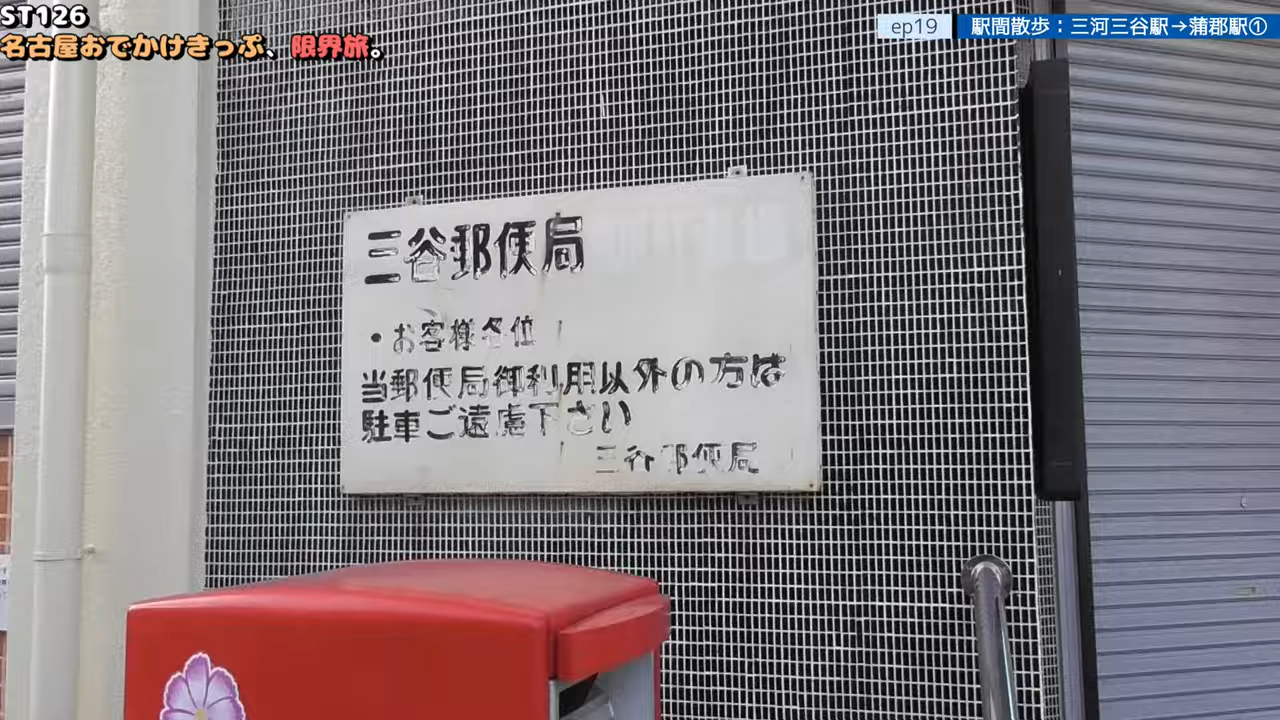 ST126
名古屋おでかけきっぷ、限界旅。
ep19 駅間散歩：三河三谷駅→蒲郡駅①
三谷郵便局
・お客様各位
当郵便局御利用以外の方は
駐車ご遠慮下さい
三谷郵便局